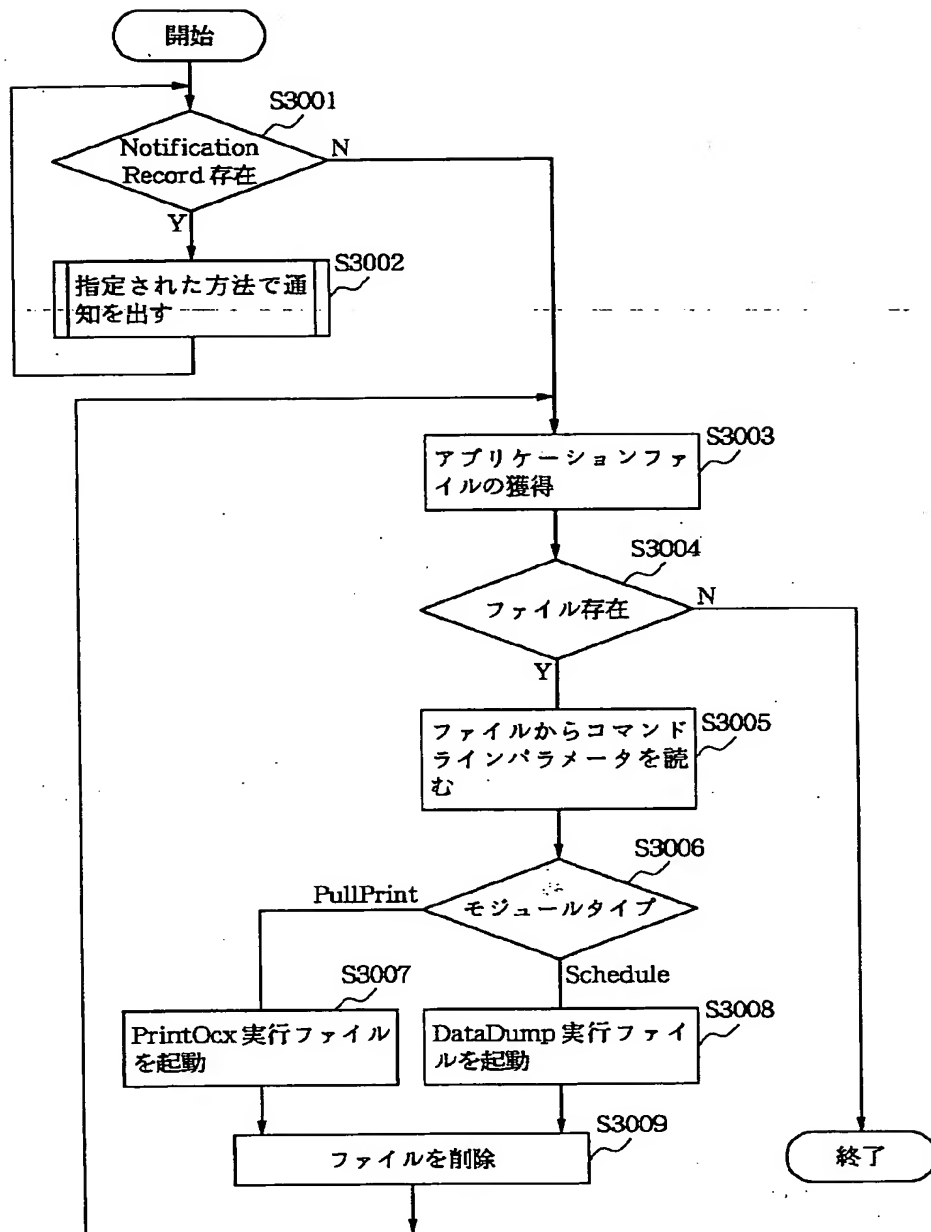 開始
S3001
Notification
Record 存在
N
Y
S3002
指定された方法で通
知を出す
S3003
アプリケーションファ
イルの獲得
S3004
ファイル存在
N
Y
S3005
ファイルからコマンド
ラインパラメータを読
む
S3006
PullPrint
モジュールタイプ
Schedule
S3007
PrintOcx 実行ファイル
を起動
S3008
DataDump 実行ファイ
ルを起動
S3009
ファイルを削除
終了